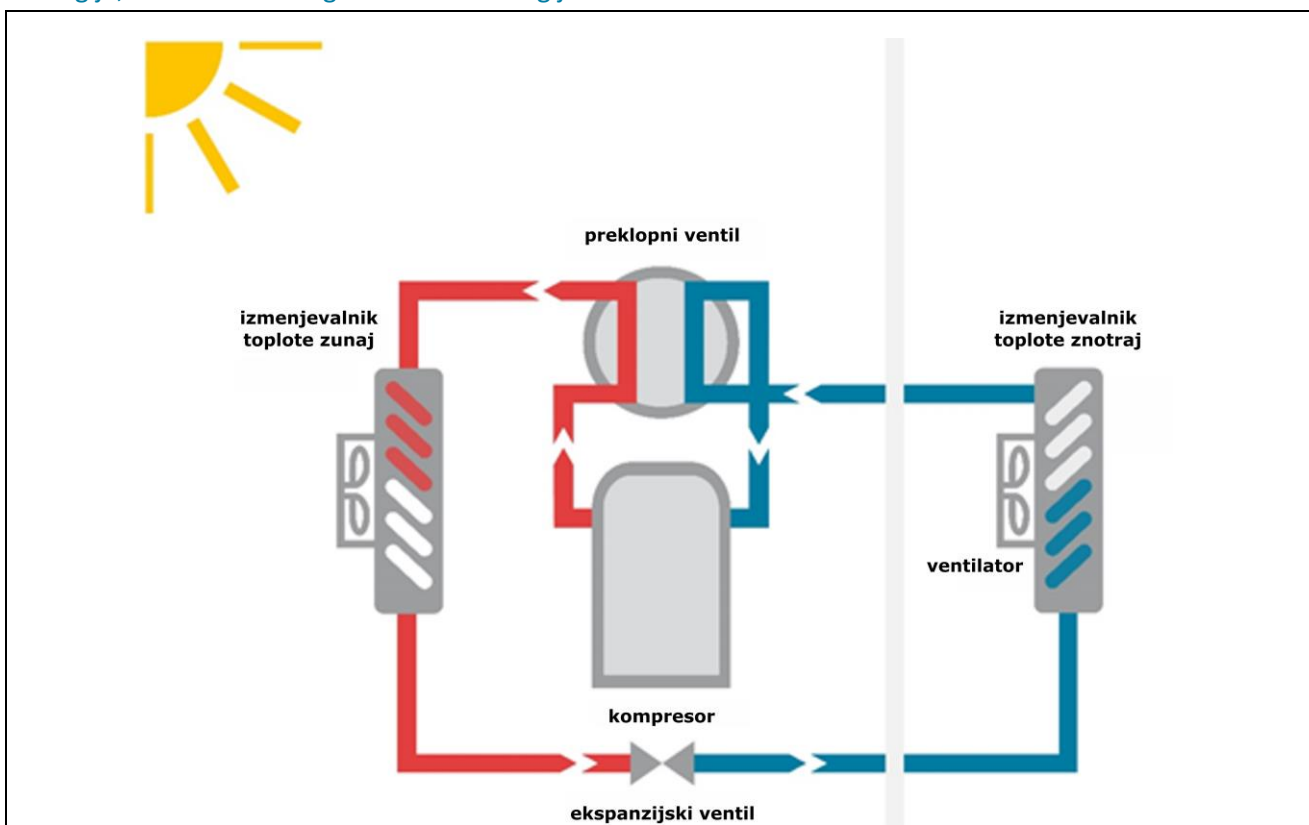 preklopni ventil
izmenjevalnik
toplote zunaj
izmenjevalnik
toplote znotraj
ventilator
kompresor
ekspanzijski ventil